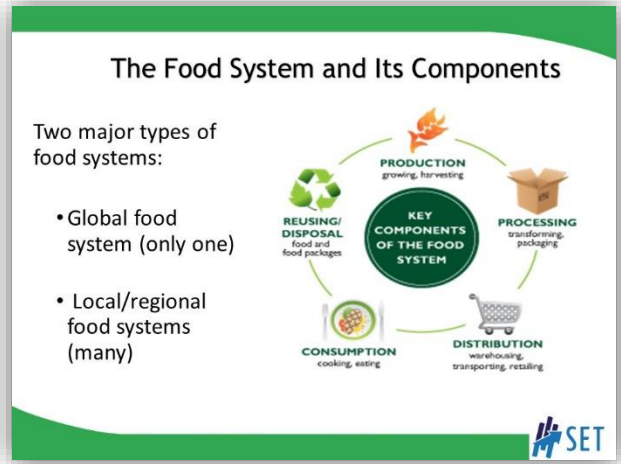 The Food System and Its Components
Two major types of
food systems:
• Global food
system (only one)
• Local/regional
food systems
(many)
PRODUCTION
growing, harvesting
PROCESSING
transforming,
packaging
DISTRIBUTION
warehousing,
transporting, retailing
CONSUMPTION
cooking, eating
REUSING/
DISPOSAL
food and
food packages
KEY
COMPONENTS
OF THE FOOD
SYSTEM
SET